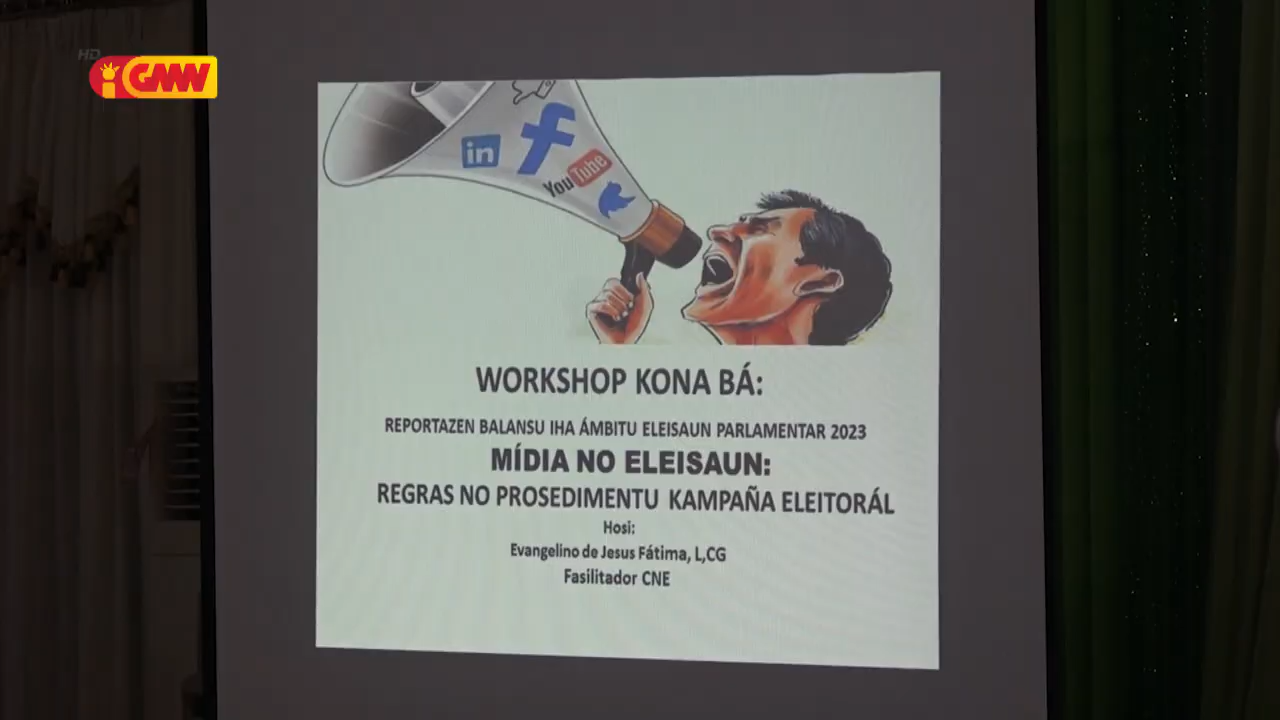 HD
GMN
in
f
YouTube
WORKSHOP KONA BÁ:
REPORTAZEN BALANSU IHA ÁMBITU ELEISAUN PARLAMENTAR 2023
MÍDIA NO ELEISAUN:
REGRAS NO PROSEDIMENTU KAMPAÑA ELEITORÁL
Hosi:
Evangelino de Jesus Fátima, L,CG
Fasilitador CNE